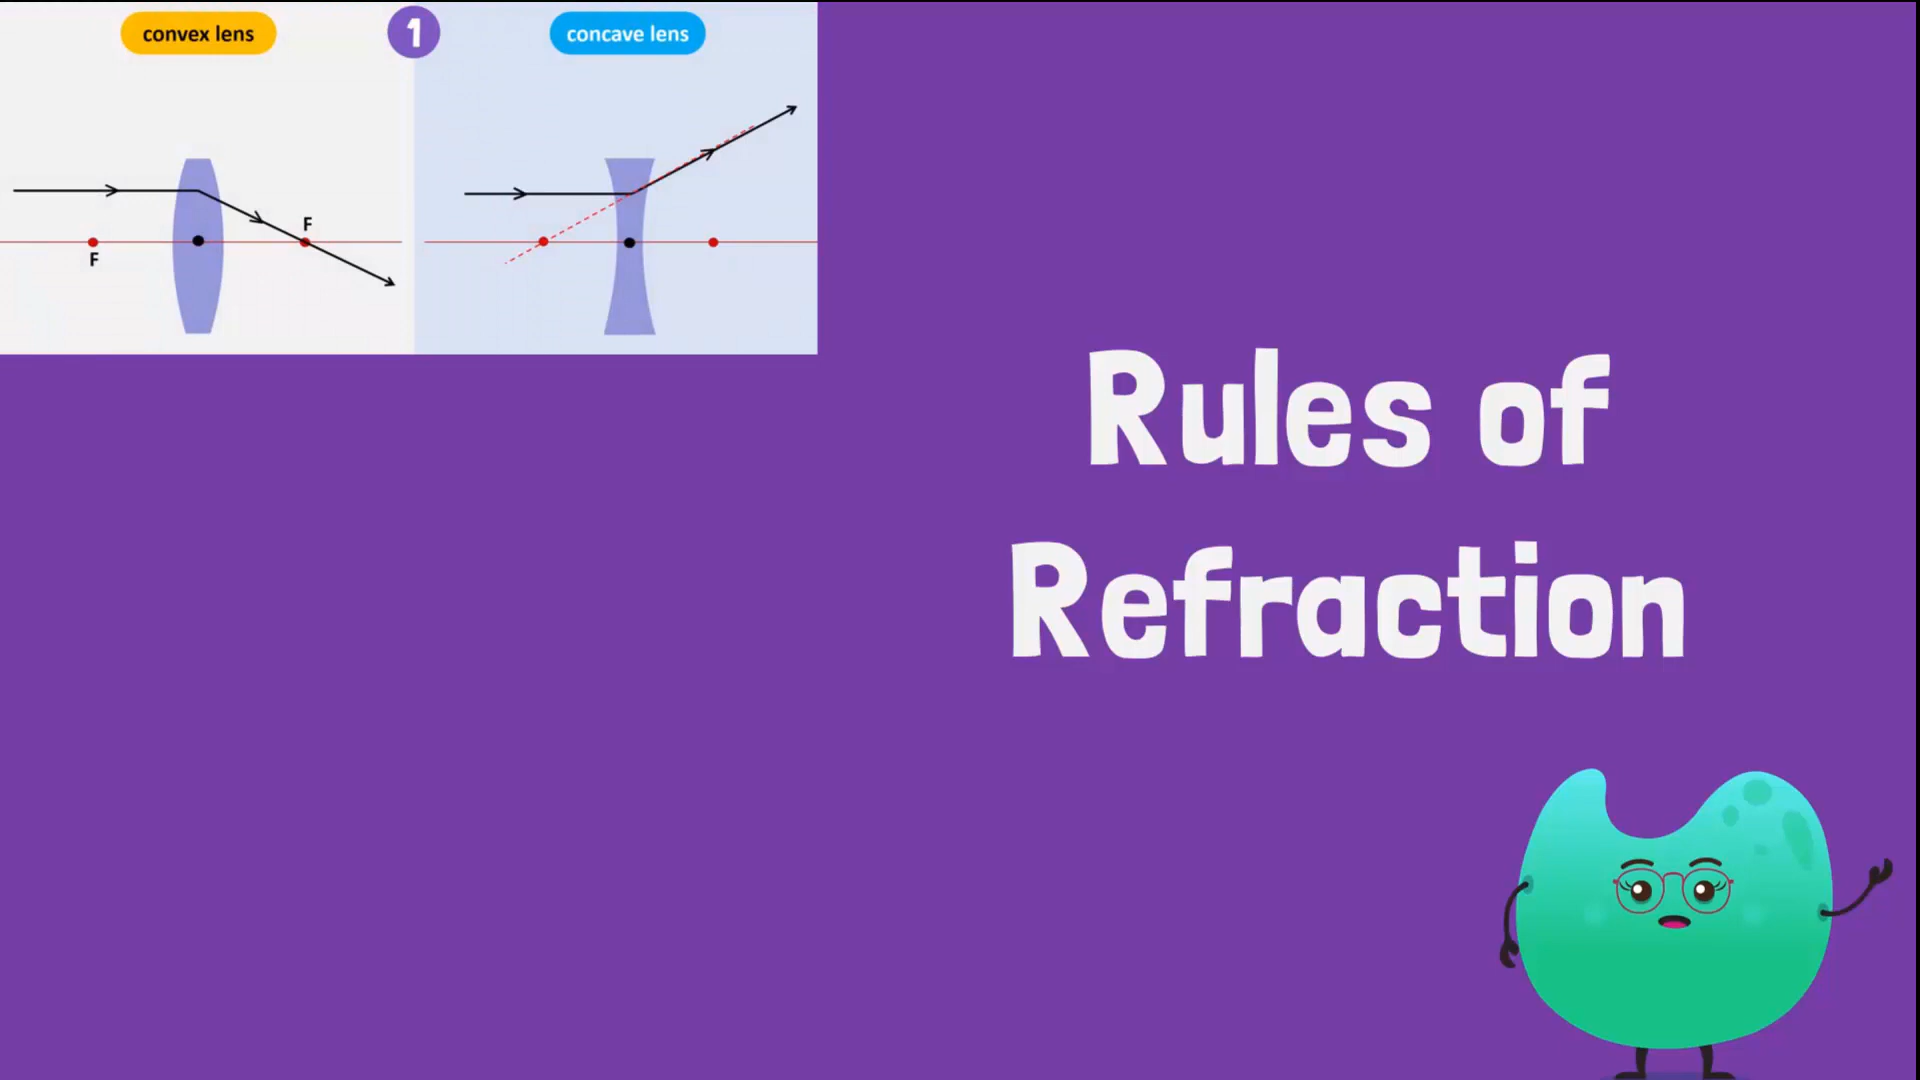 convex lens
1
concave lens
F
F
Rules of
Refraction